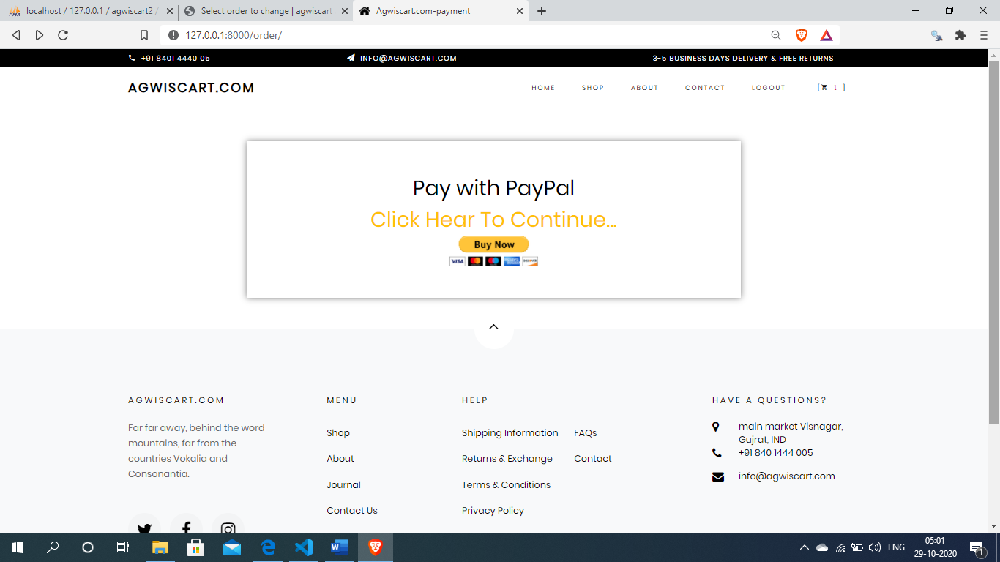 localhost / 127.0.0.1 / agwiscart2 /
Select order to change | agwiscart
Agwiscart.com-payment
127.0.0.1:8000/order/
+91 8401 4440 05
INFO@AGWISCART.COM
3-5 BUSINESS DAYS DELIVERY & FREE RETURNS
AGWISCART.COM
HOME
SHOP
ABOUT
CONTACT
LOGOUT
[ 1 ]
Pay with PayPal
Click Hear To Continue...
Buy Now
VISA
AGWISCART.COM
Far far away, behind the word
mountains, far from the
countries Vokalia and
Consonantia.
MENU
Shop
About
Journal
Contact Us
HELP
Shipping Information
Returns & Exchange
Terms & Conditions
Privacy Policy
FAQs
Contact
HAVE A QUESTIONS?
main market Visnagar,
Gujrat, IND
+91 840 1444 005
info@agwiscart.com
ENG
05:01
29-10-2020
1